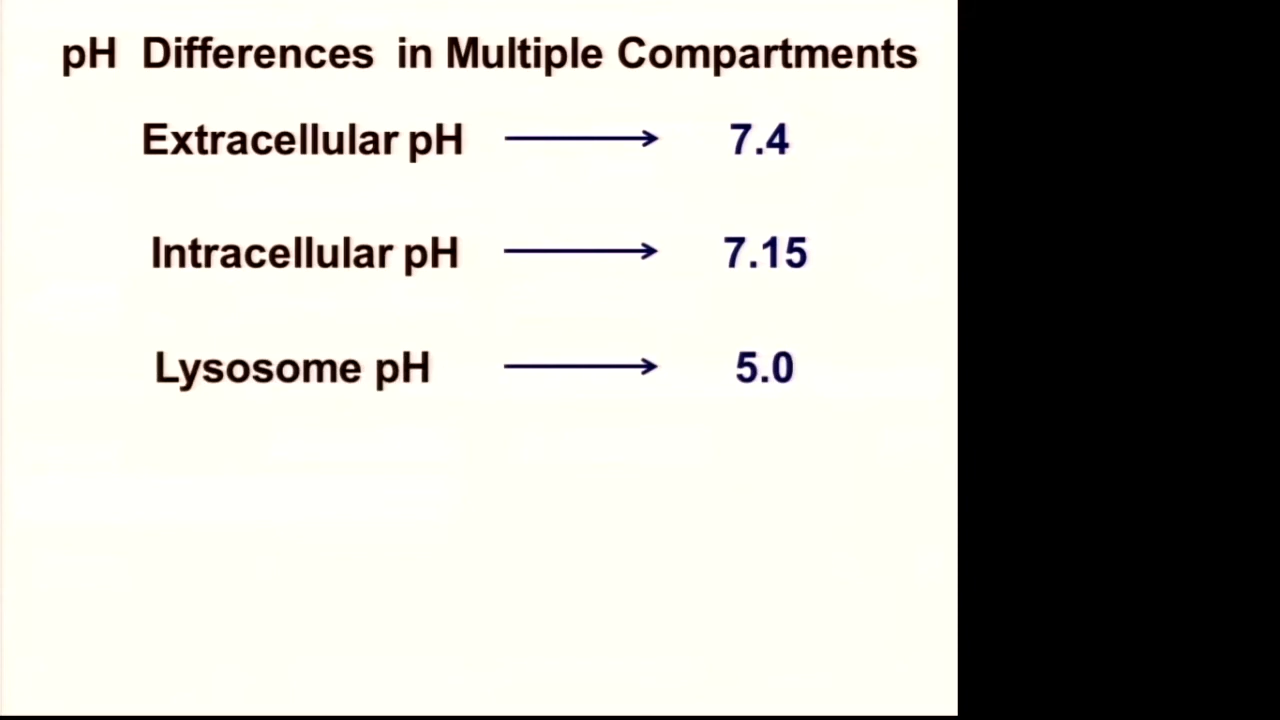 pH Differences in Multiple Compartments
Extracellular pH → 7.4
Intracellular pH → 7.15
Lysosome pH → 5.0